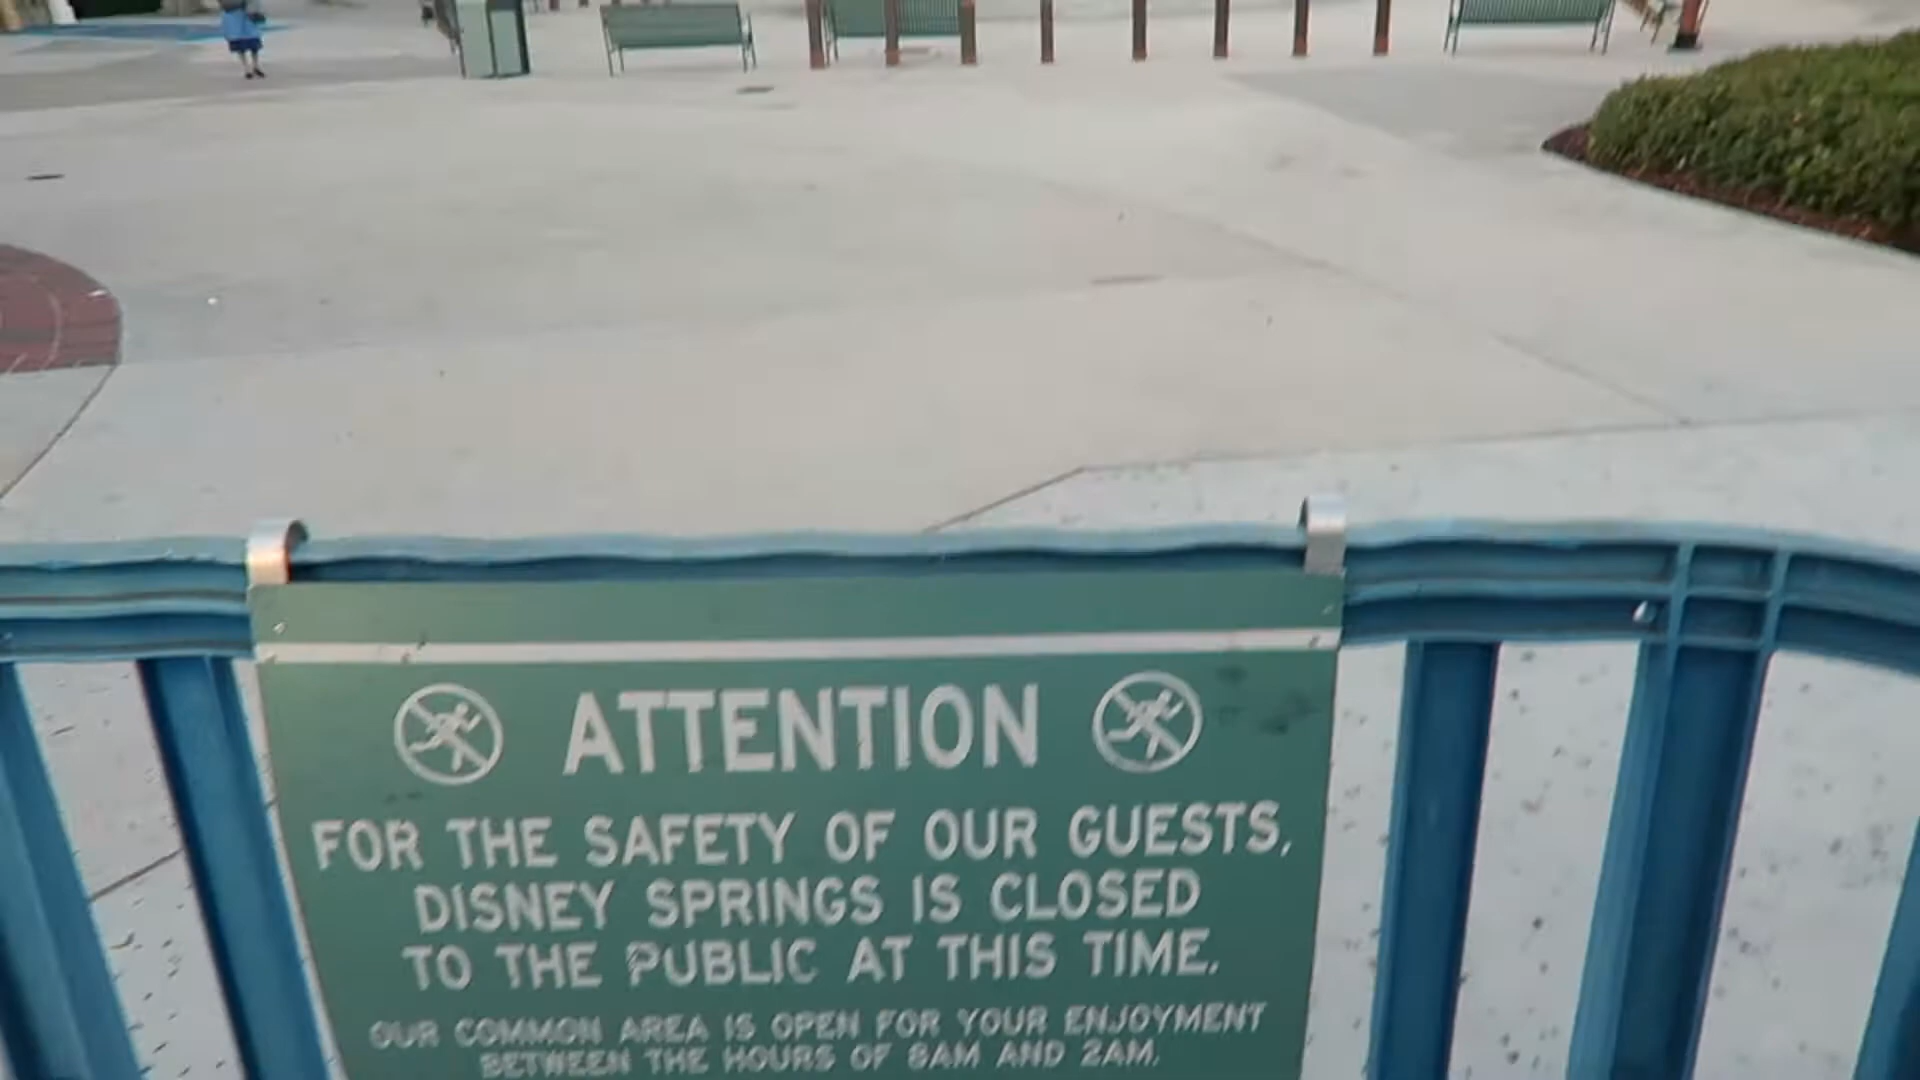 ATTENTION
FOR THE SAFETY OF OUR GUESTS,
DISNEY SPRINGS IS CLOSED
TO THE PUBLIC AT THIS TIME.
OUR COMMON AREA IS OPEN FOR YOUR ENJOYMENT
BETWEEN THE HOURS OF 8AM AND 2AM.